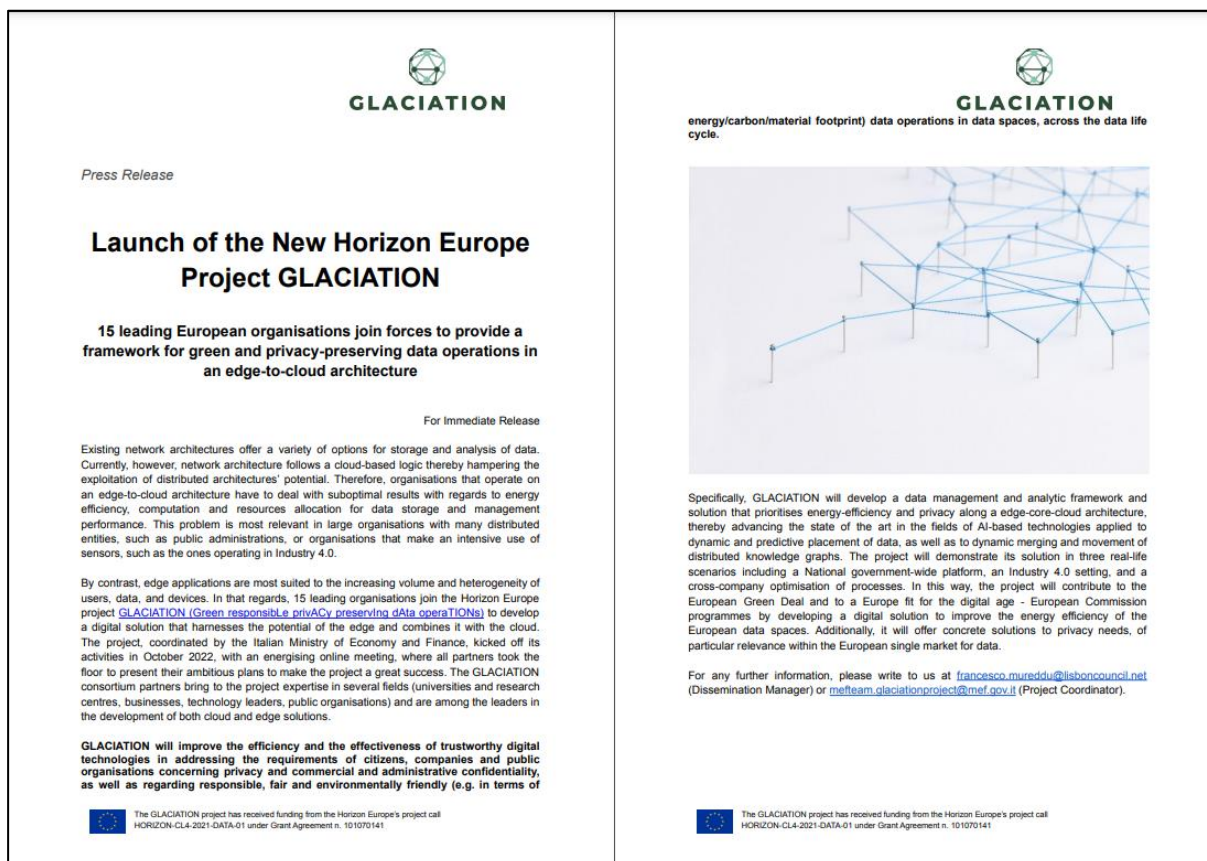 GLACIATION
Press Release
Launch of the New Horizon Europe
Project GLACIATION
15 leading European organisations join forces to provide a
framework for green and privacy-preserving data operations in
an edge-to-cloud architecture
For Immediate Release
Existing network architectures offer a variety of options for storage and analysis of data.
Currently, however, network architecture follows a cloud-based logic thereby hampering the
exploitation of distributed architectures' potential. Therefore, organisations that operate on
an edge-to-cloud architecture have to deal with suboptimal results with regards to energy
efficiency, computation and resources allocation for data storage and management
performance. This problem is most relevant in large organisations with many distributed
entities, such as public administrations, or organisations that make an intensive use of
sensors, such as the ones operating in Industry 4.0.
By contrast, edge applications are most suited to the increasing volume and heterogeneity of
users, data, and devices. In that regards, 15 leading organisations join the Horizon Europe
project GLACIATION (Green responsibLe privACy preservIng dAta operaTIONs) to develop
a digital solution that harnesses the potential of the edge and combines it with the cloud.
The project, coordinated by the Italian Ministry of Economy and Finance, kicked off its
activities in October 2022, with an energising online meeting, where all partners took the
floor to present their ambitious plans to make the project a great success. The GLACIATION
consortium partners bring to the project expertise in several fields (universities and research
centres, businesses, technology leaders, public organisations) and are among the leaders in
the development of both cloud and edge solutions.
GLACIATION will improve the efficiency and the effectiveness of trustworthy digital
technologies in addressing the requirements of citizens, companies and public
organisations concerning privacy and commercial and administrative confidentiality,
as well as regarding responsible, fair and environmentally friendly (e.g. in terms of
The GLACIATION project has received funding from the Horizon Europe's project call
HORIZON-CL4-2021-DATA-01 under Grant Agreement n. 101070141
GLACIATION
energy/carbon/material footprint) data operations in data spaces, across the data life
cycle.
Specifically, GLACIATION will develop a data management and analytic framework and
solution that prioritises energy-efficiency and privacy along a edge-core-cloud architecture,
thereby advancing the state of the art in the fields of AI-based technologies applied to
dynamic and predictive placement of data, as well as to dynamic merging and movement of
distributed knowledge graphs. The project will demonstrate its solution in three real-life
scenarios including a National government-wide platform, an Industry 4.0 setting, and a
cross-company optimisation of processes. In this way, the project will contribute to the
European Green Deal and to a Europe fit for the digital age - European Commission
programmes by developing a digital solution to improve the energy efficiency of the
European data spaces. Additionally, it will offer concrete solutions to privacy needs, of
particular relevance within the European single market for data.
For any further information, please write to us at francesco.mureddu@lisboncouncil.net
(Dissemination Manager) or mefteam.glaciationproject@mef.gov.it (Project Coordinator).
The GLACIATION project has received funding from the Horizon Europe's project call
HORIZON-CL4-2021-DATA-01 under Grant Agreement n. 101070141